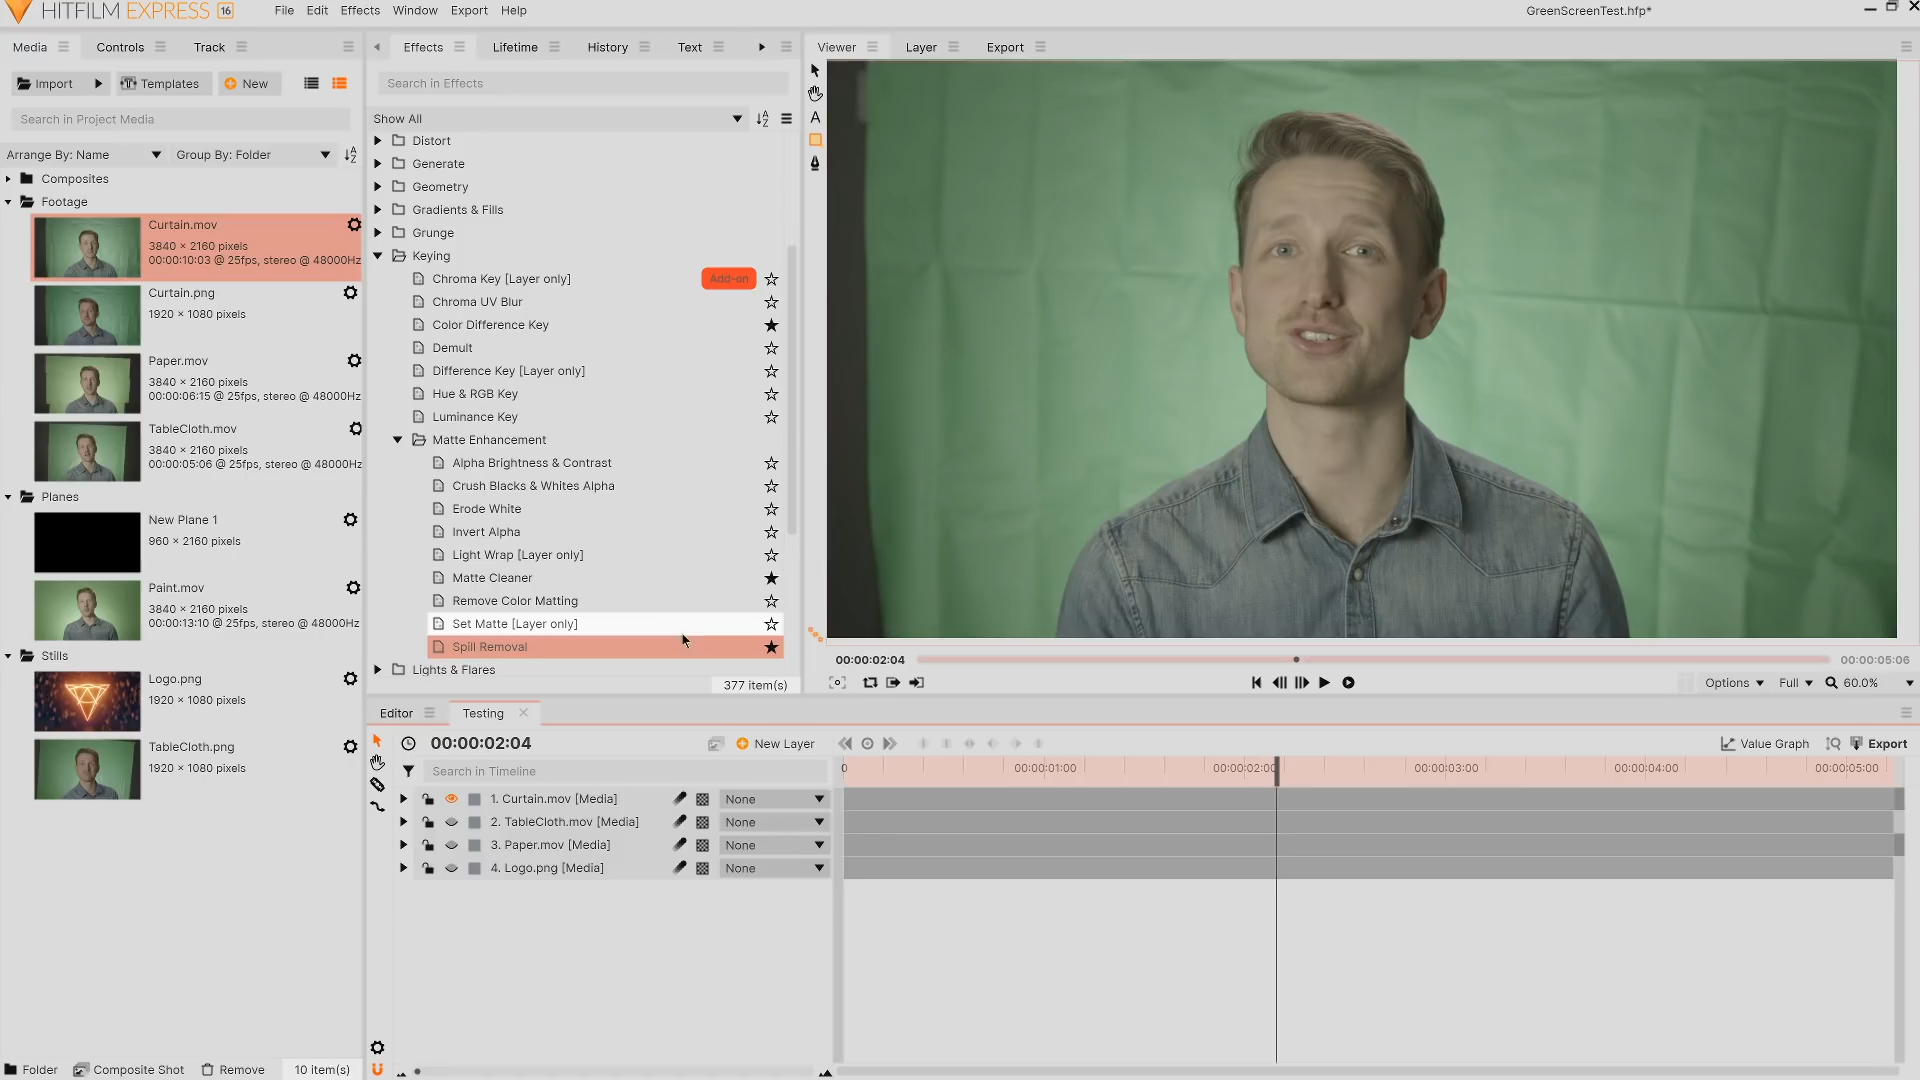 HITFILM EXPRESS 16
File Edit Effects Window Export Help
GreenScreenTest.hfp*
Media Controls Track
Import Templates New
Search in Project Media
Arrange By: Name Group By: Folder
Composites
Footage
Curtain.mov
3840 × 2160 pixels
00:00:10:03 @ 25fps, stereo @ 48000Hz
Curtain.png
1920 × 1080 pixels
Paper.mov
3840 × 2160 pixels
00:00:06:15 @ 25fps, stereo @ 48000Hz
TableCloth.mov
3840 × 2160 pixels
00:00:05:06 @ 25fps, stereo @ 48000Hz
Planes
New Plane 1
960 × 2160 pixels
Paint.mov
3840 × 2160 pixels
00:00:13:10 @ 25fps, stereo @ 48000Hz
Stills
Logo.png
1920 × 1080 pixels
TableCloth.png
1920 × 1080 pixels
Folder Composite Shot Remove 10 item(s)
Effects Lifetime History Text
Search in Effects
Show All
Distort
Generate
Geometry
Gradients & Fills
Grunge
Keying
Chroma Key [Layer only] Add-on
Chroma UV Blur
Color Difference Key
Demult
Difference Key [Layer only]
Hue & RGB Key
Luminance Key
Matte Enhancement
Alpha Brightness & Contrast
Crush Blacks & Whites Alpha
Erode White
Invert Alpha
Light Wrap [Layer only]
Matte Cleaner
Remove Color Matting
Set Matte [Layer only]
Spill Removal
Lights & Flares
377 item(s)
Viewer Layer Export
A
00:00:02:04 00:00:05:06
Options Full 60.0%
Editor Testing
00:00:02:04 New Layer Value Graph Export
Search in Timeline
0 00:00:01:00 00:00:02:00 00:00:03:00 00:00:04:00 00:00:05:00
1. Curtain.mov [Media] None
2. TableCloth.mov [Media] None
3. Paper.mov [Media] None
4. Logo.png [Media] None